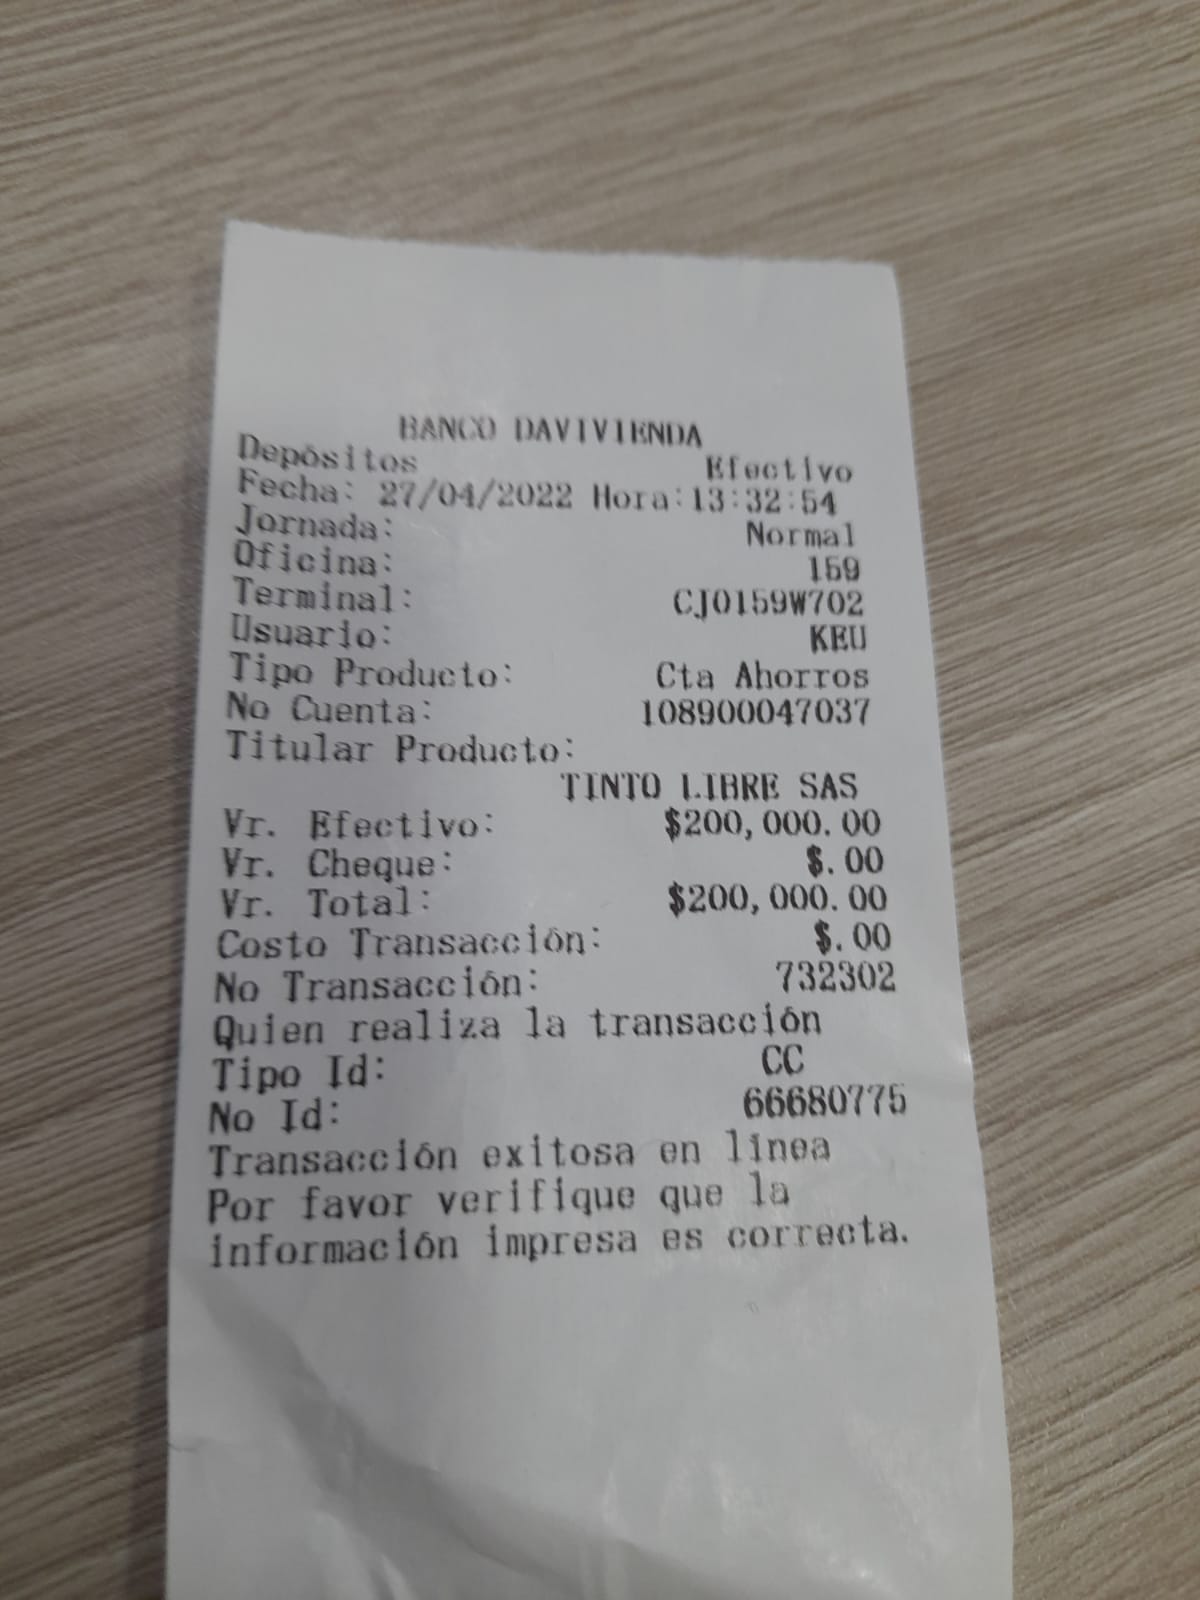 BANCO DAVIVIENDA
Depósitos Efectivo
Fecha: 27/04/2022 Hora:13:32:54
Jornada: Normal
Oficina: 159
Terminal: CJ0159W702
Usuario: KEU
Tipo Producto: Cta Ahorros
No Cuenta: 108900047037
Titular Producto:
TINTO LIBRE SAS
Vr. Efectivo: $200,000.00
Vr. Cheque: $.00
Vr. Total: $200,000.00
Costo Transacción: $.00
No Transacción: 732302
Quien realiza la transacción
Tipo Id: CC
No Id: 66680775
Transacción exitosa en línea
Por favor verifique que la
información impresa es correcta.